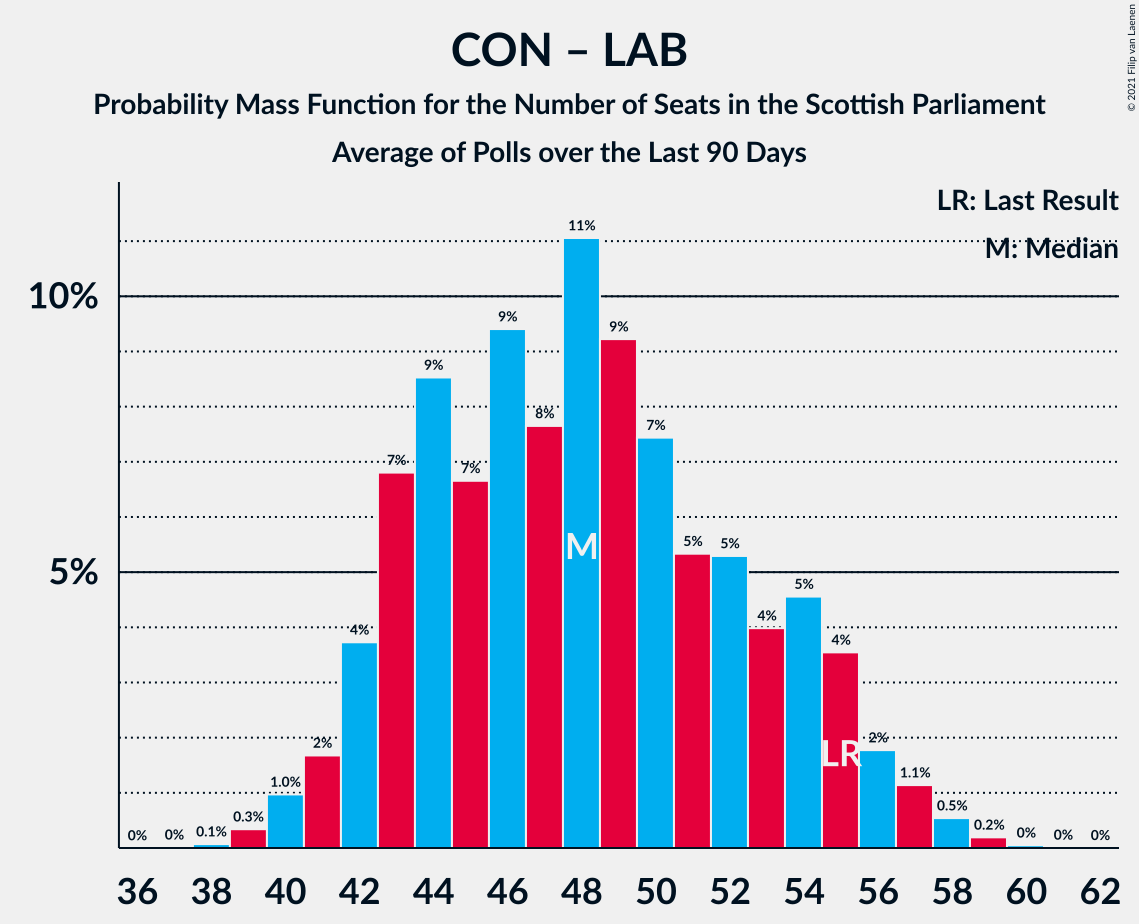 CON – LAB
Probability Mass Function for the Number of Seats in the Scottish Parliament
Average of Polls over the Last 90 Days
© 2021 Filip van Laenen
LR: Last Result
M: Median
10%
5%
0% 0% 0.1% 0.3% 1.0% 2% 4% 7% 9% 7% 9% 8% 11% 9% 7% 5% 5% 4% 5% 4% 2% 1.1% 0.5% 0.2% 0% 0% 0%
M
LR
36 38 40 42 44 46 48 50 52 54 56 58 60 62